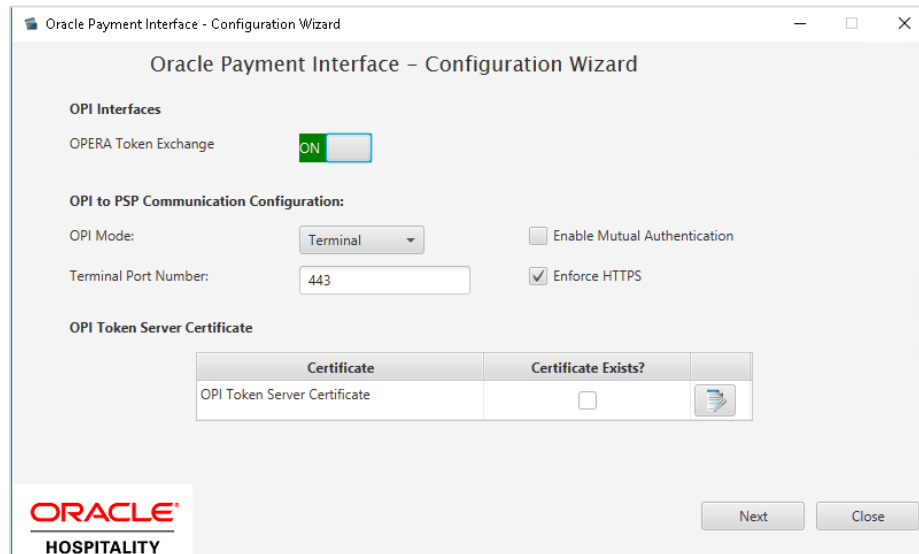 Oracle Payment Interface - Configuration Wizard
Oracle Payment Interface – Configuration Wizard
OPI Interfaces
OPERA Token Exchange ON
OPI to PSP Communication Configuration:
OPI Mode: Terminal Enable Mutual Authentication
Terminal Port Number: 443 Enforce HTTPS
OPI Token Server Certificate
Certificate Certificate Exists?
OPI Token Server Certificate
ORACLE®
HOSPITALITY
Next Close